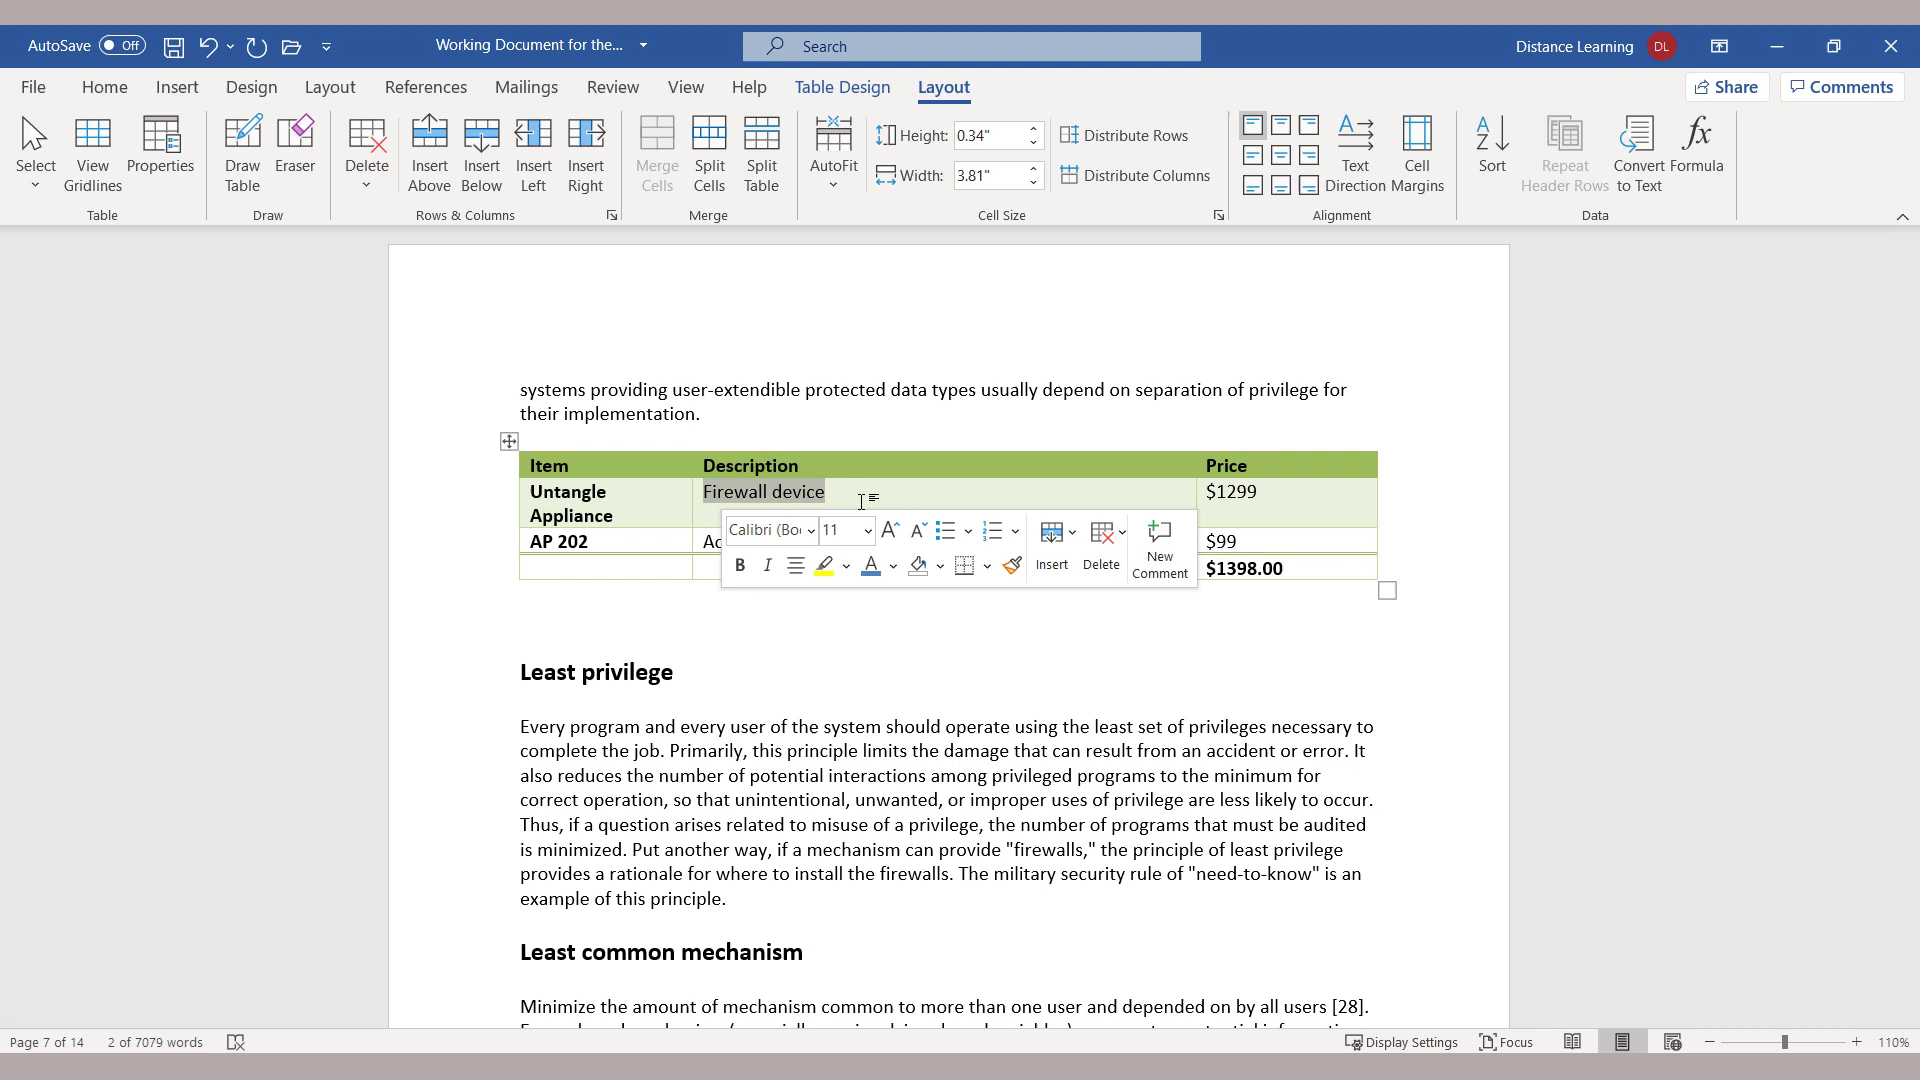 AutoSave Off Working Document for the... Search Distance Learning DL
File Home Insert Design Layout References Mailings Review View Help Table Design Layout Share Comments
Select
View Gridlines
Properties
Table
Draw Table
Eraser
Draw
Delete
Insert Above
Insert Below
Insert Left
Insert Right
Rows & Columns
Merge Cells
Split Cells
Split Table
Merge
AutoFit
Height: 0.34" Distribute Rows
Width: 3.81" Distribute Columns
Cell Size
Text Direction
Cell Margins
Alignment
Sort
Repeat Header Rows
Convert to Text
Formula
Data
systems providing user-extendible protected data types usually depend on separation of privilege for
their implementation.
Item Description Price
Untangle Firewall device $1299
Appliance
AP 202 Ac $99
$1398.00
Calibri (Bo 11
Insert Delete New
Comment
Least privilege
Every program and every user of the system should operate using the least set of privileges necessary to
complete the job. Primarily, this principle limits the damage that can result from an accident or error. It
also reduces the number of potential interactions among privileged programs to the minimum for
correct operation, so that unintentional, unwanted, or improper uses of privilege are less likely to occur.
Thus, if a question arises related to misuse of a privilege, the number of programs that must be audited
is minimized. Put another way, if a mechanism can provide "firewalls," the principle of least privilege
provides a rationale for where to install the firewalls. The military security rule of "need-to-know" is an
example of this principle.
Least common mechanism
Minimize the amount of mechanism common to more than one user and depended on by all users [28].
Page 7 of 14 2 of 7079 words Display Settings Focus 110%